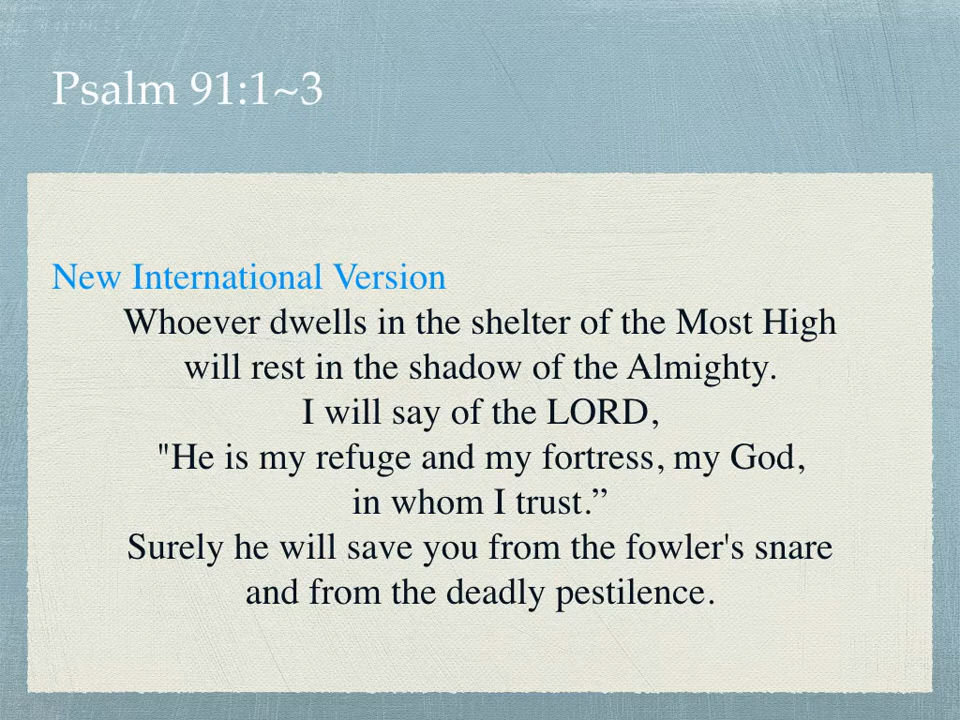 Psalm 91:1~3
New International Version
Whoever dwells in the shelter of the Most High
will rest in the shadow of the Almighty.
I will say of the LORD,
"He is my refuge and my fortress, my God,
in whom I trust.”
Surely he will save you from the fowler's snare
and from the deadly pestilence.